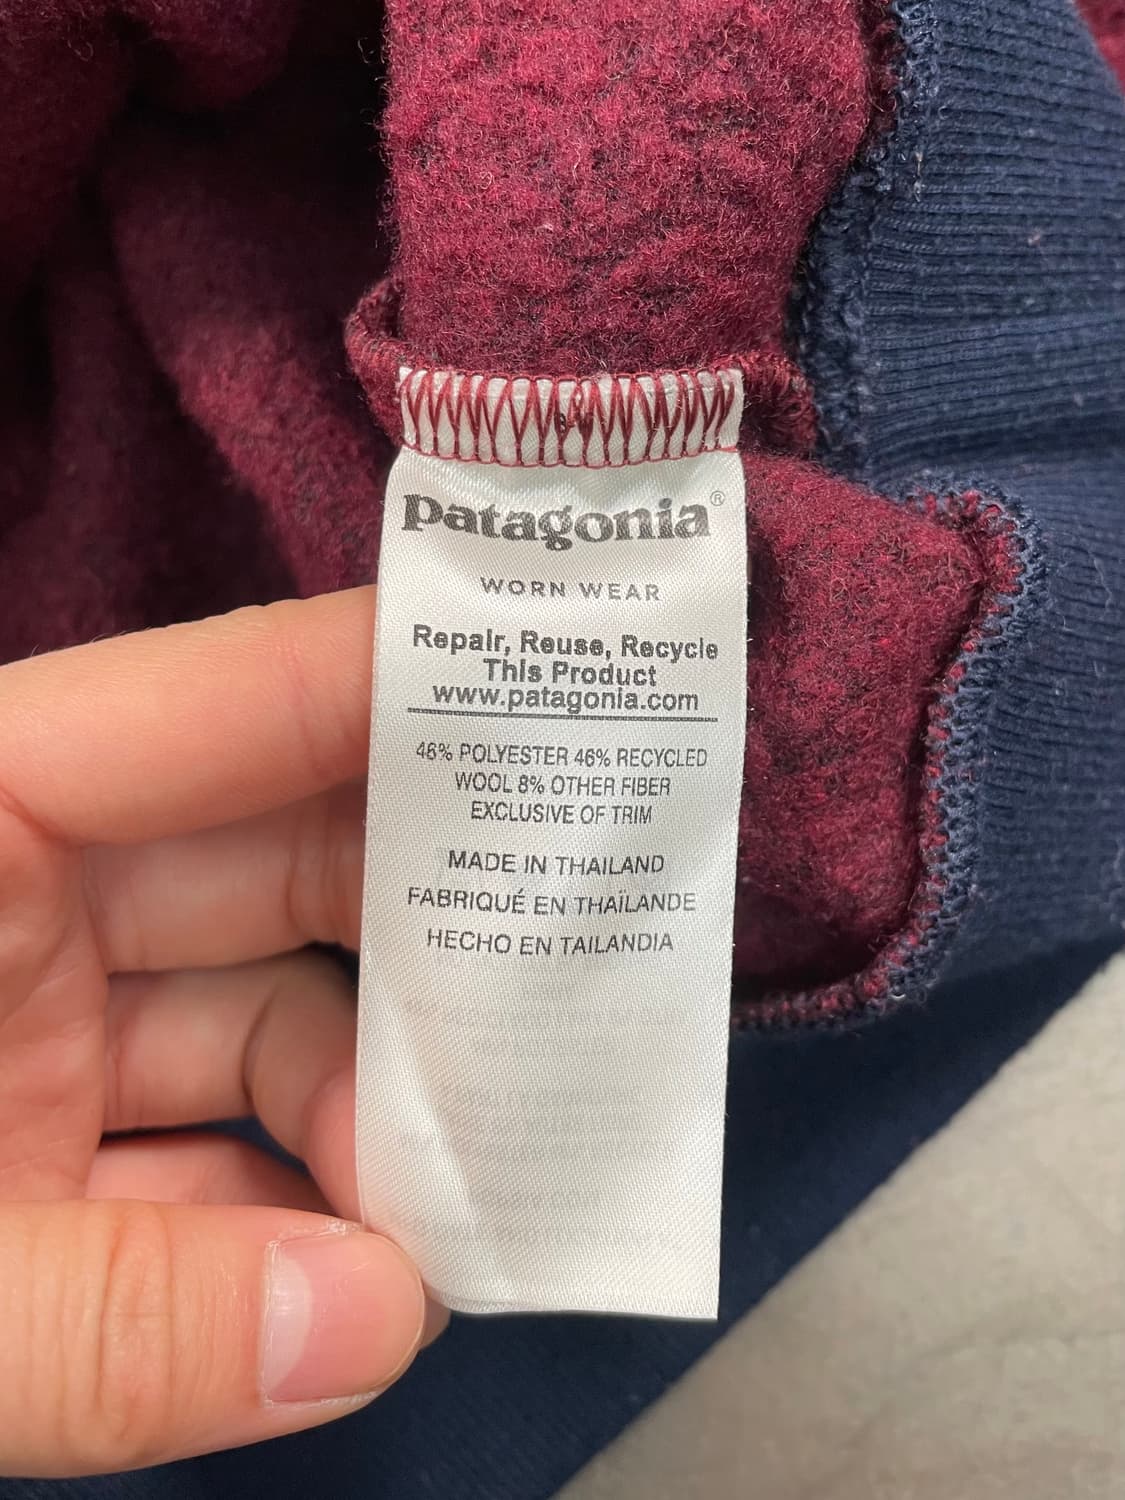 patagonia®
WORN WEAR
Repair, Reuse, Recycle
This Product
www.patagonia.com
46% POLYESTER 46% RECYCLED
WOOL 8% OTHER FIBER
EXCLUSIVE OF TRIM
MADE IN THAILAND
FABRIQUÉ EN THAÏLANDE
HECHO EN TAILANDIA